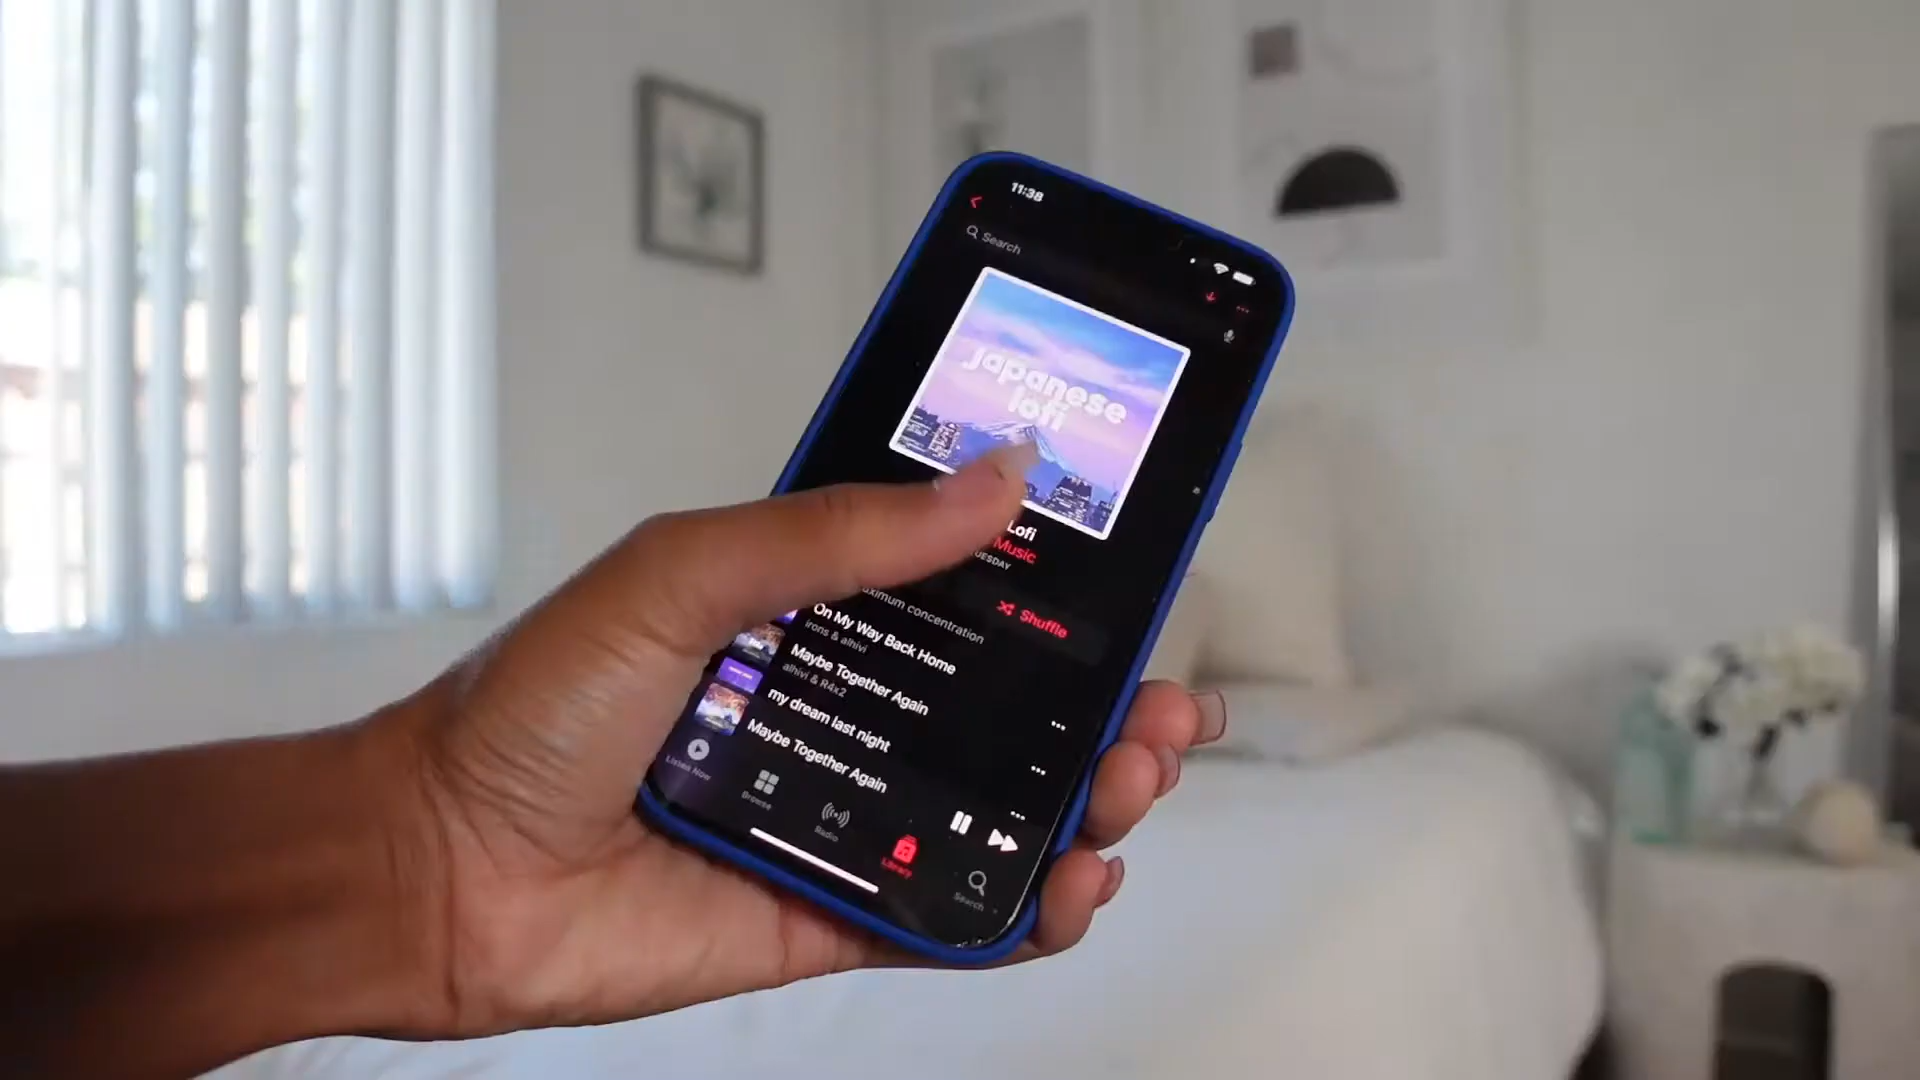 11:38
Search
japanese
lofi
Lofi
Music
UESDAY
Shuffle
aximum concentration
On My Way Back Home
irons & alhivi
Maybe Together Again
alhivi & R4x2
my dream last night
Maybe Together Again
Listen Now
Browse
Radio
Library
Search